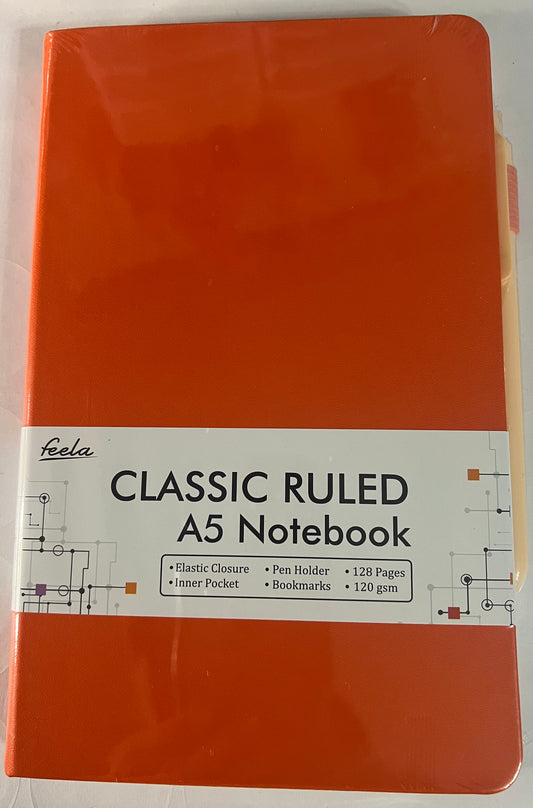 feela
CLASSIC RULED
A5 Notebook
• Elastic Closure • Pen Holder • 128 Pages
• Inner Pocket • Bookmarks • 120 gsm